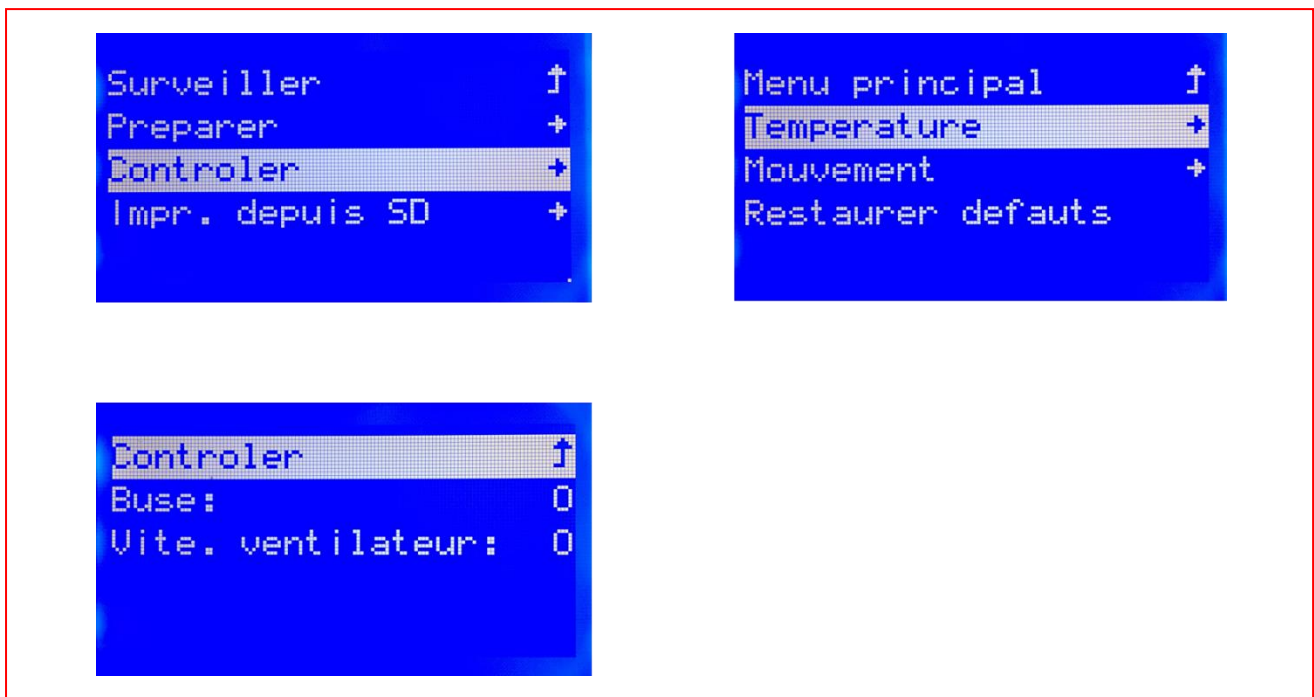 Surveiller
Preparer
Controler
Impr. depuis SD
Menu principal
Temperature
Mouvement
Restaurer defauts
Controler
Buse: 0
Vite. ventilateur: 0